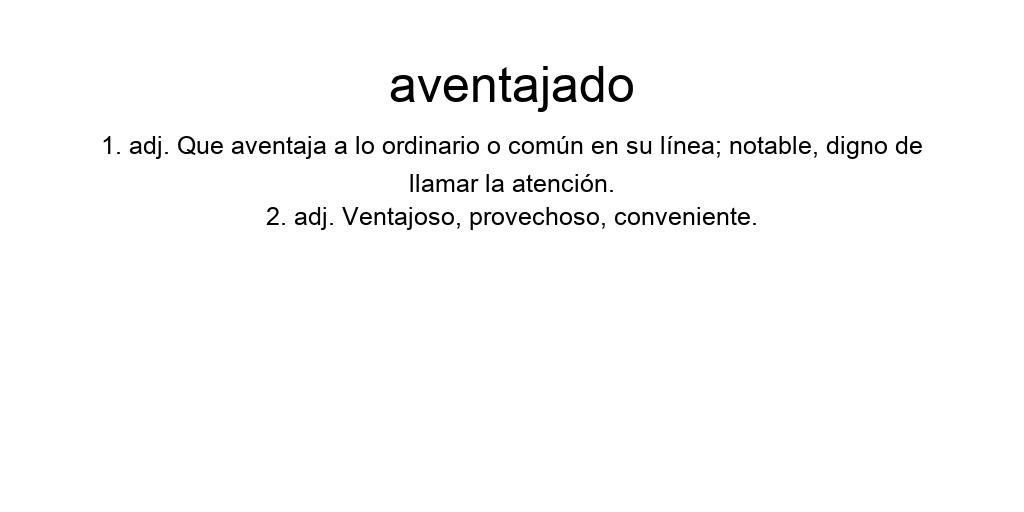 aventajado
1. adj. Que aventaja a lo ordinario o común en su línea; notable, digno de
llamar la atención.
2. adj. Ventajoso, provechoso, conveniente.